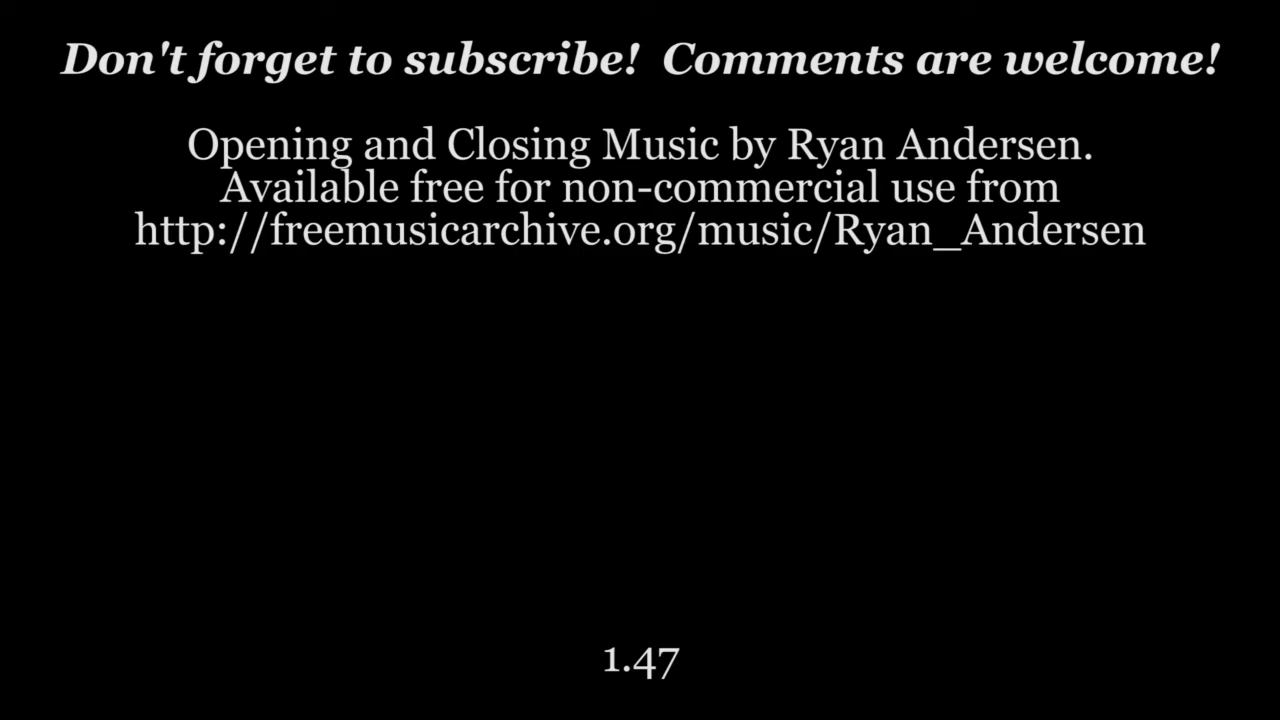 Don't forget to subscribe!  Comments are welcome!
Opening and Closing Music by Ryan Andersen.
Available free for non-commercial use from
http://freemusicarchive.org/music/Ryan_Andersen
1.47